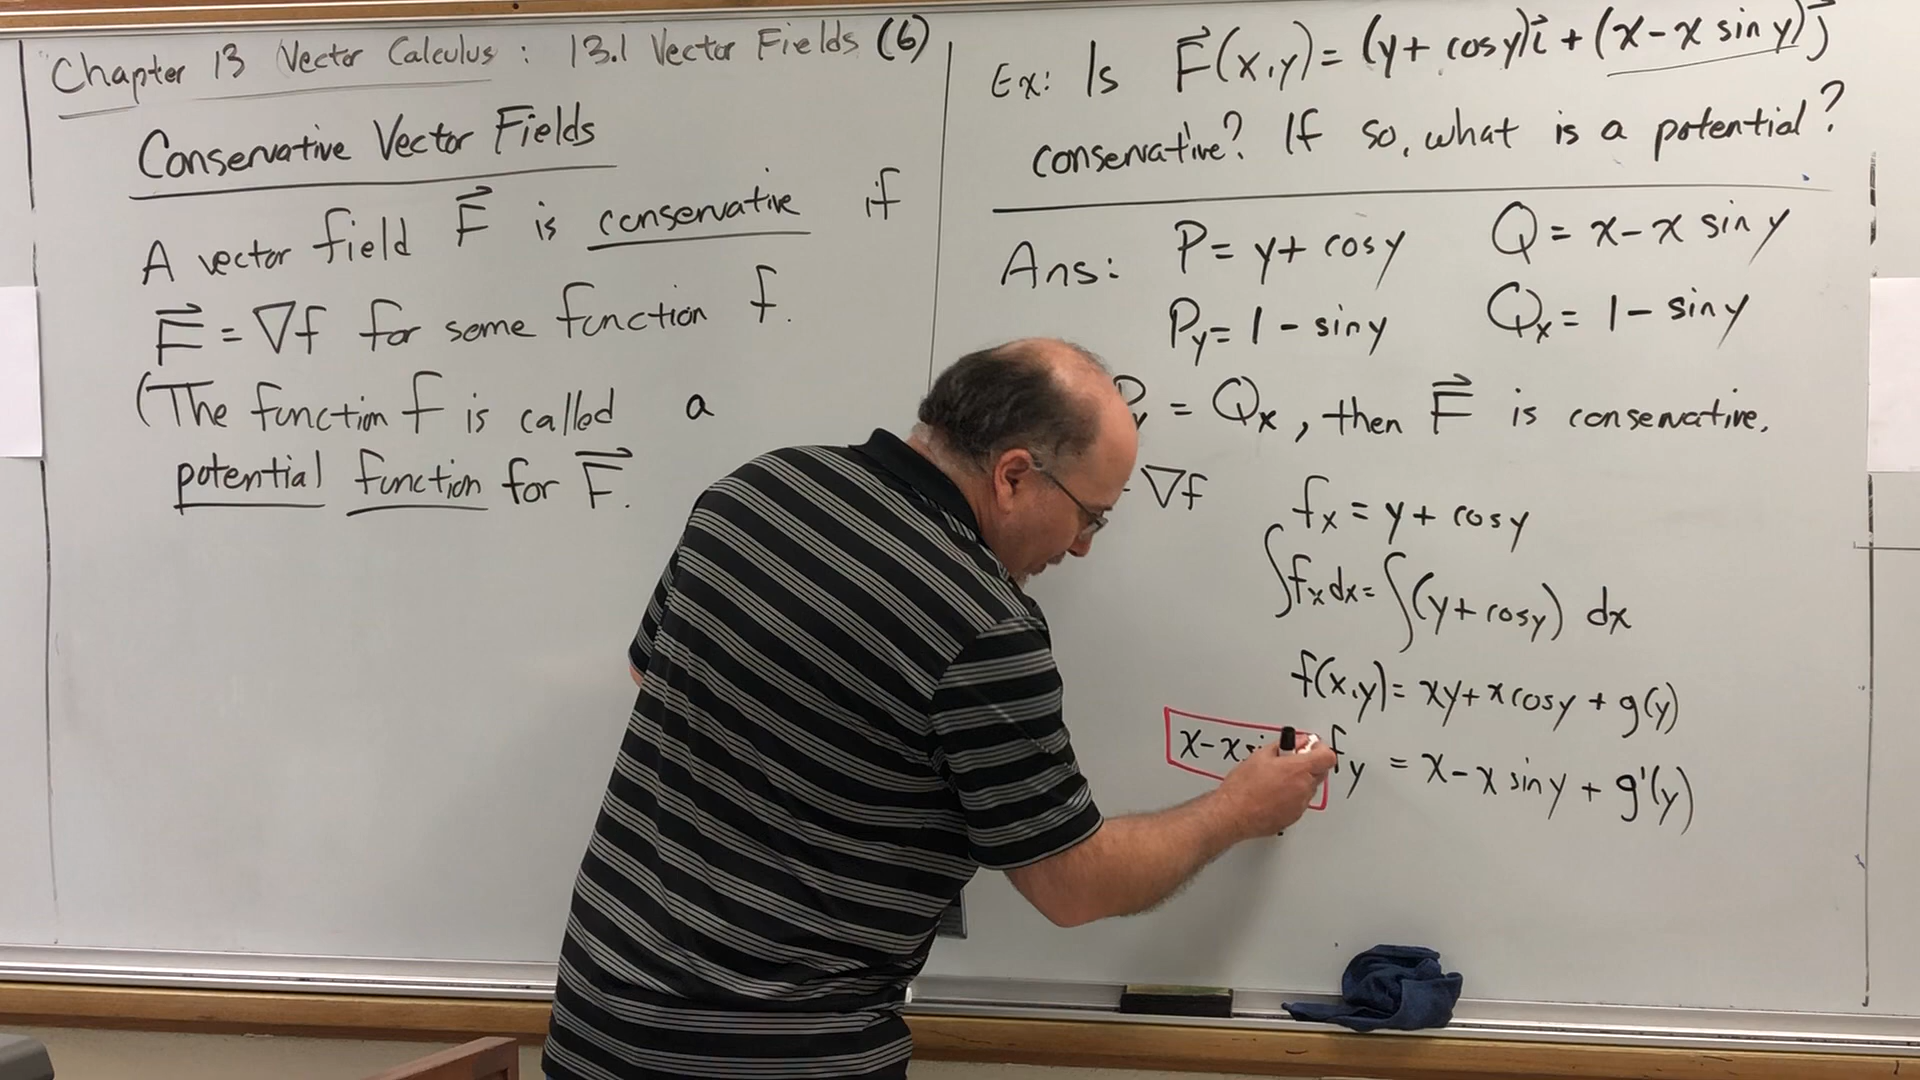 Chapter 13 Vector Calculus : 13.1 Vector Fields (6)
Conservative Vector Fields
A vector field F⃗ is conservative if
F⃗ = ∇f for some function f.
(The function f is called a
potential function for F⃗.
Ex: Is F⃗(x,y) = (y + cos y)i⃗ + (x - x sin y)j⃗
conservative? If so, what is a potential?
Ans: P = y + cos y Q = x - x sin y
Py = 1 - sin y Qx = 1 - sin y
= Qx, then F⃗ is conservative.
∇f fx = y + cos y
∫fx dx = ∫(y + cos y) dx
f(x,y) = xy + x cos y + g(y)
x - x fy = x - x sin y + g'(y)